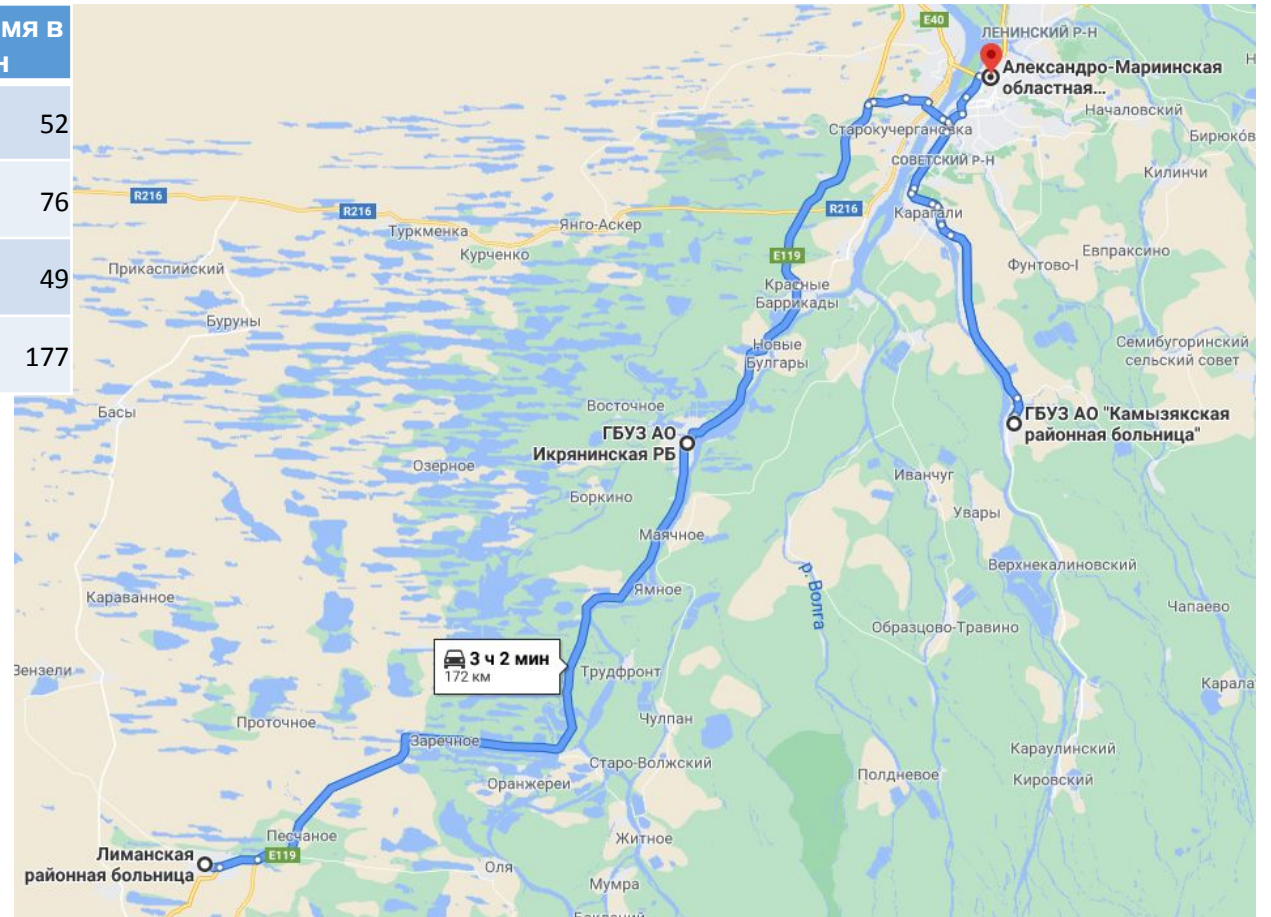 мя в
н
52
76
49
177
E40
ЛЕНИНСКИЙ Р-Н
Александро-Мариинская
областная...
Началовский
Старокучергановка
Бирюков
СОВЕТСКИЙ Р-Н
Килинчи
R216
R216
R216
Карагали
Янго-Аскер
Туркменка
Курченко
E119
Евпраксино
Фунтово-I
Прикаспийский
Красные
Баррикады
Буруны
Новые
Булгары
Семибугоринский
сельский совет
Басы
Восточное
ГБУЗ АО "Камызякская
районная больница"
ГБУЗ АО
Икрянинская РБ
Озерное
Иванчуг
Боркино
Увары
Маячное
Верхнекалиновский
р. Волга
Ямное
Караванное
Чапаево
Образцово-Травино
3 ч 2 мин
172 км
Зензели
Трудфронт
Карала
Чулпан
Проточное
Заречное
Караулинский
Старо-Волжский
Полдневое
Кировский
Оранжереи
Песчаное
Житное
Лиманская
районная больница
E119
Оля
Мумра